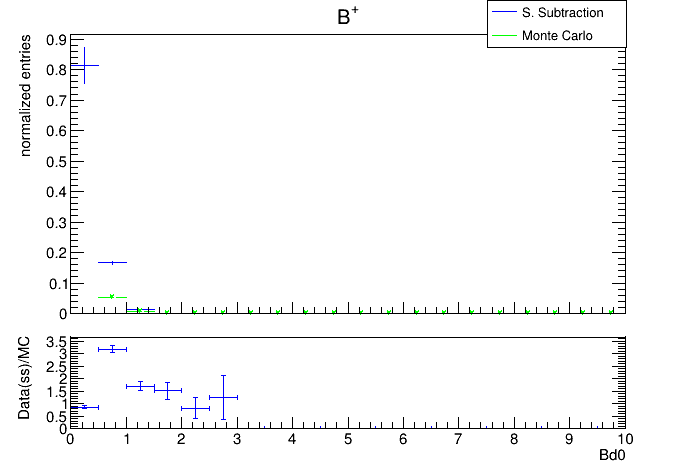 B+
S. Subtraction
Monte Carlo
normalized entries
0.9
0.8
0.7
0.6
0.5
0.4
0.3
0.2
0.1
0
Data(ss)/MC
3.5
3
2.5
2
1.5
1
0.5
0
0 1 2 3 4 5 6 7 8 9 10
Bd0